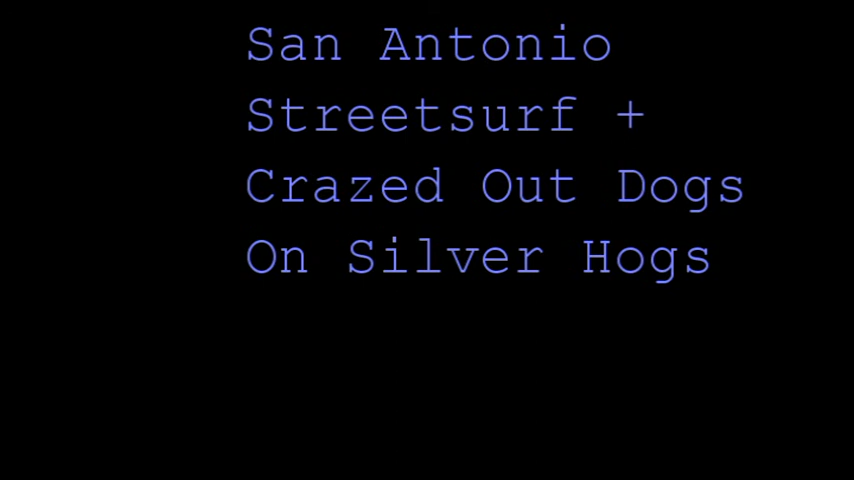 San Antonio
Streetsurf +
Crazed Out Dogs
On Silver Hogs